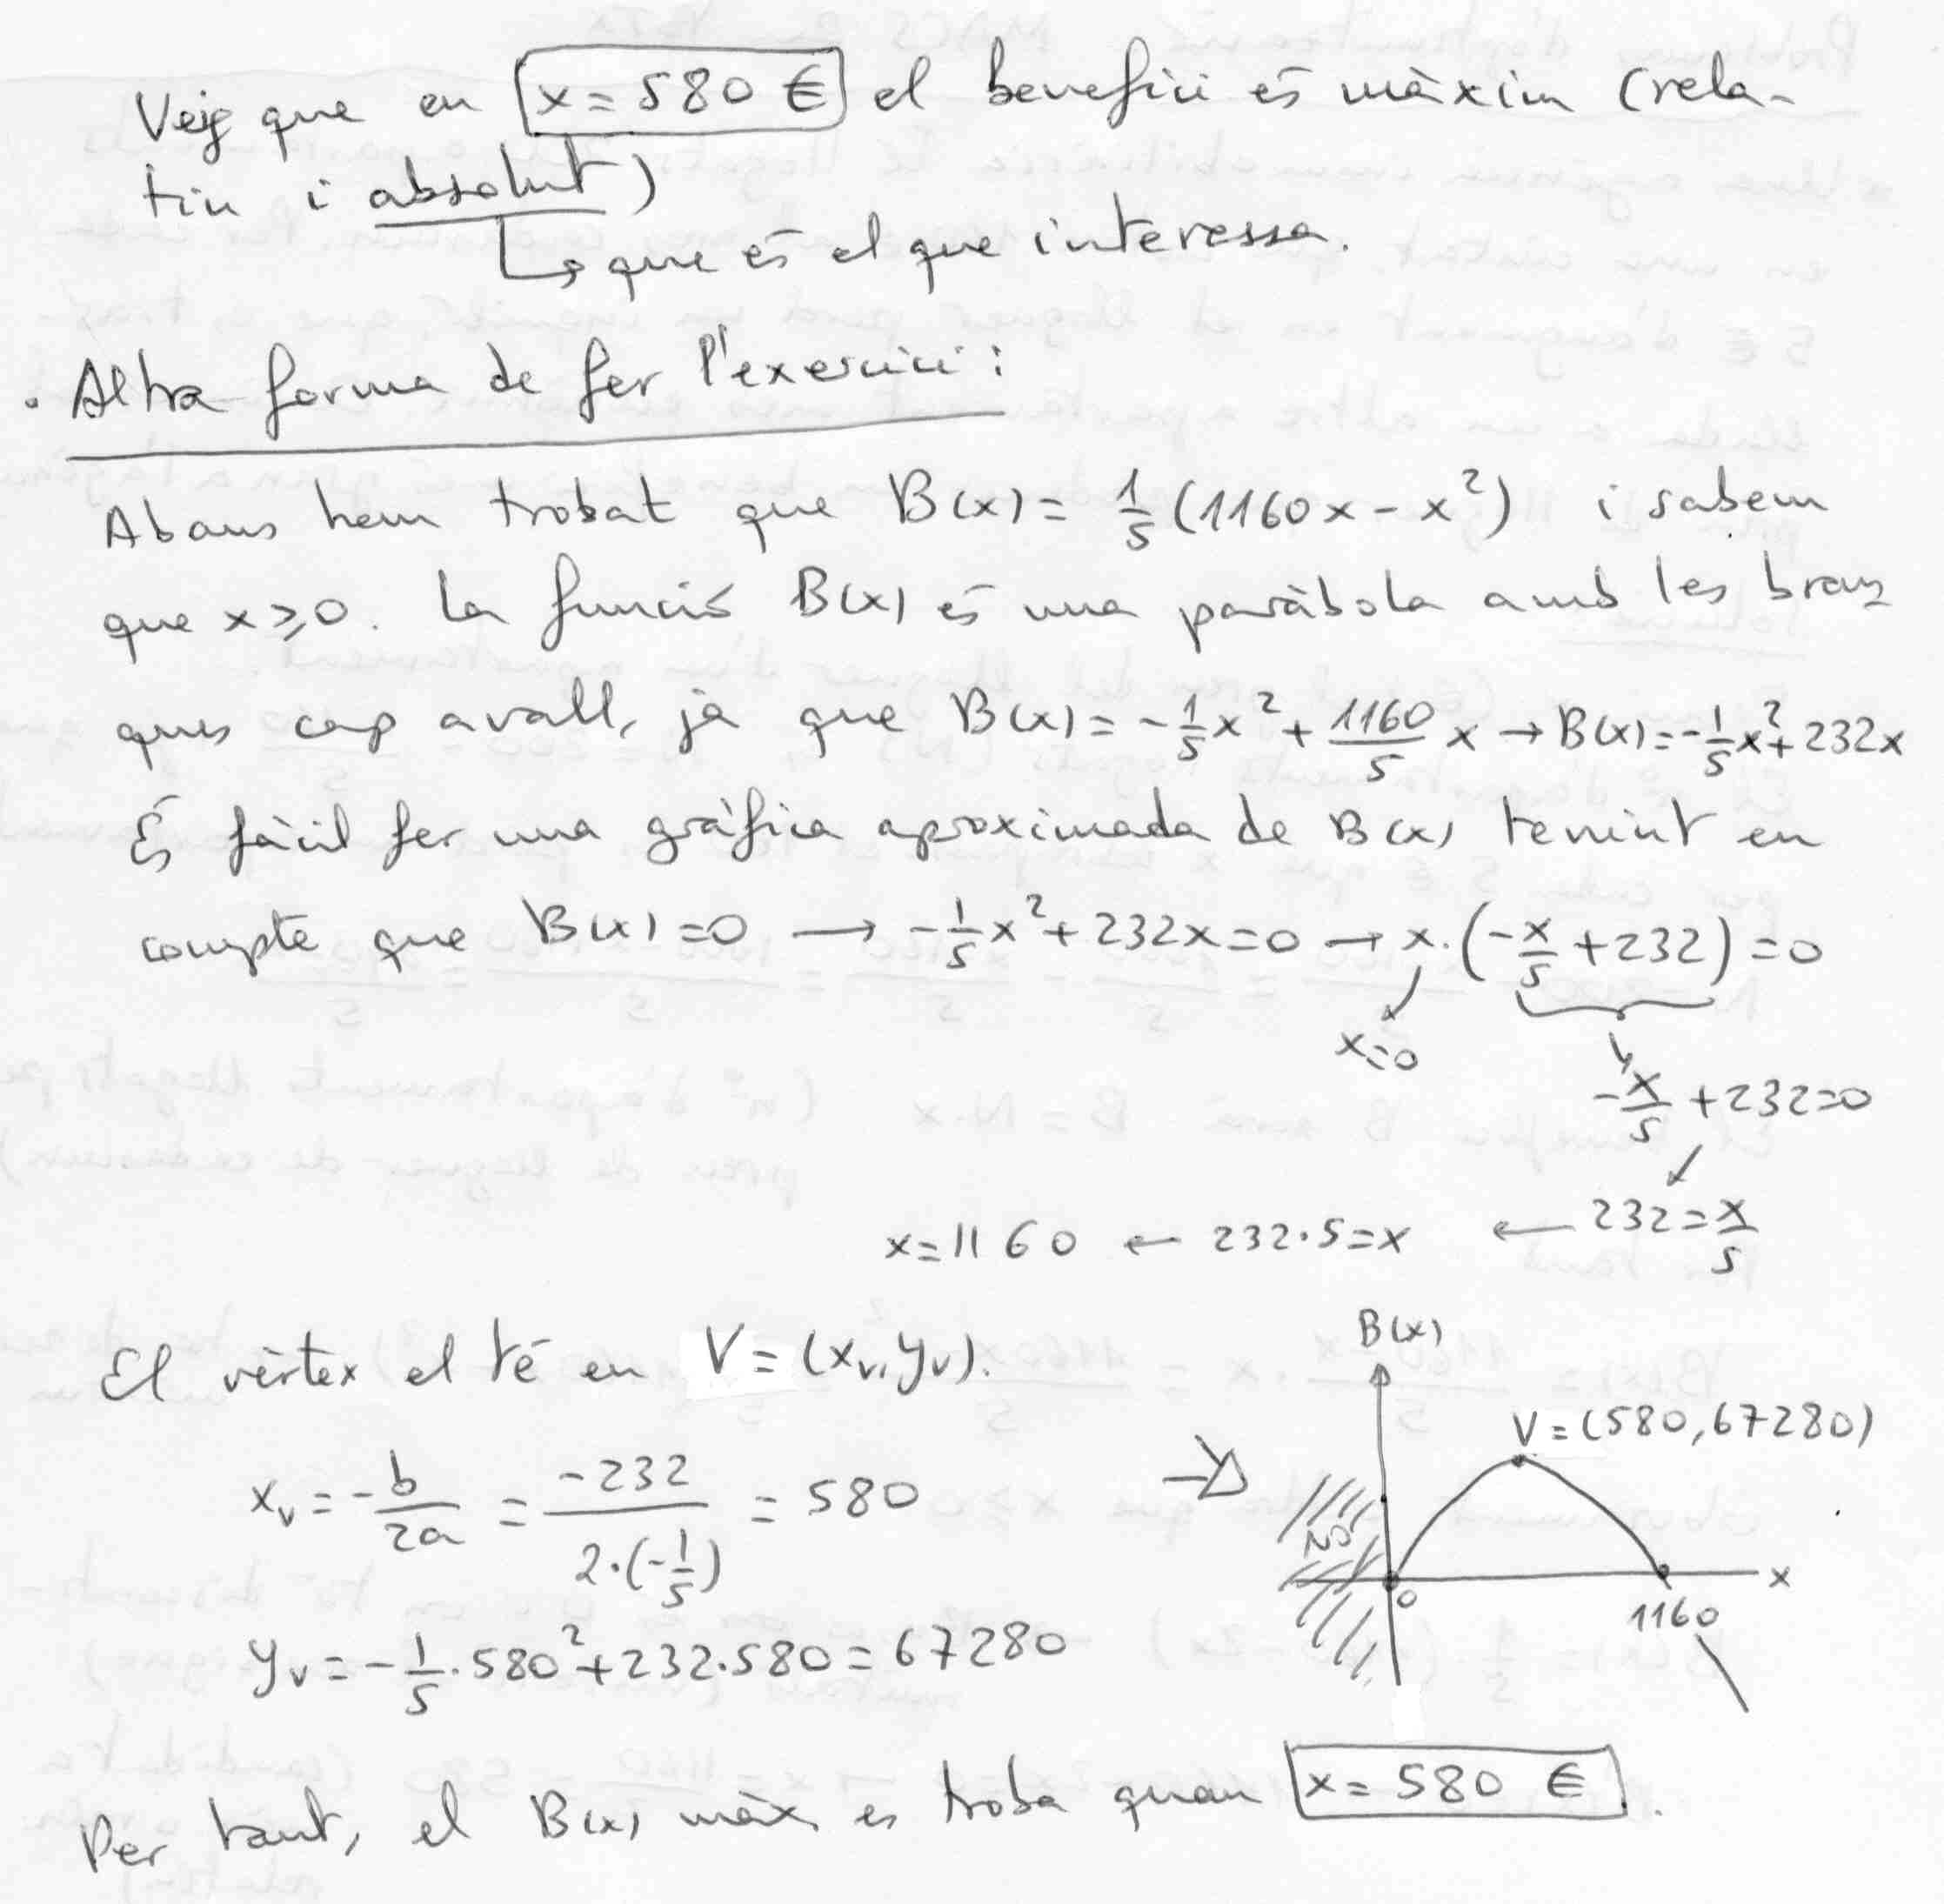 Veig que en x = 580 € el benefici és màxim (rela-
tiu i absolut)
↳ que és el que interessa.
. Altra forma de fer l'exercici:
Abans hem trobat que B(x) = 1/5 (1160x - x²) i sabem
que x ≥ 0. La funció B(x) és una paràbola amb les bran
ques cap avall, ja que B(x) = -1/5 x² + 1160/5 x → B(x) = -1/5 x² + 232x
És fàcil fer una gràfica aproximada de B(x) tenint en
compte que B(x) = 0 → -1/5 x² + 232x = 0 → x · (-x/5 + 232) = 0
x = 0
-x/5 + 232 = 0
x = 1160 ← 232 · 5 = x ← 232 = x/5
El vèrtex el té en V = (xᵥ, yᵥ).
xᵥ = -b/2a = -232/2·(-1/5) = 580
yᵥ = -1/5 · 580² + 232 · 580 = 67280
B(x)
V = (580, 67280)
NO
0
x
1160
Per tant, el B(x) màx es troba quan x = 580 € .